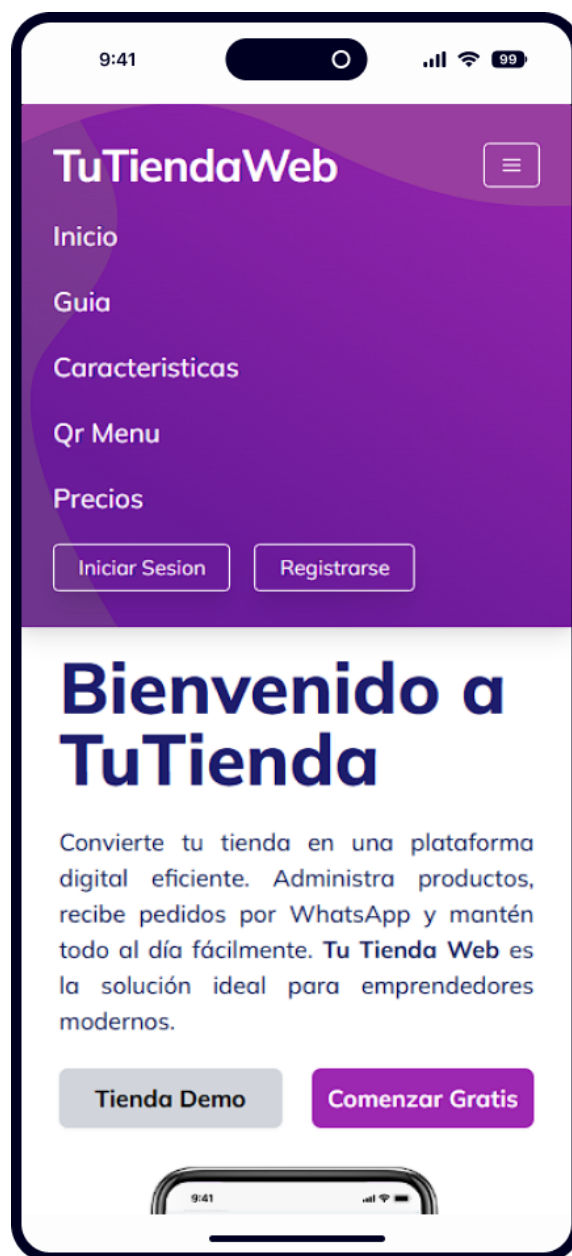 9:41
99
TuTiendaWeb
Inicio
Guia
Caracteristicas
Qr Menu
Precios
Iniciar Sesion
Registrarse
Bienvenido a
TuTienda
Convierte tu tienda en una plataforma
digital eficiente. Administra productos,
recibe pedidos por WhatsApp y mantén
todo al día fácilmente. Tu Tienda Web es
la solución ideal para emprendedores
modernos.
Tienda Demo
Comenzar Gratis
9:41